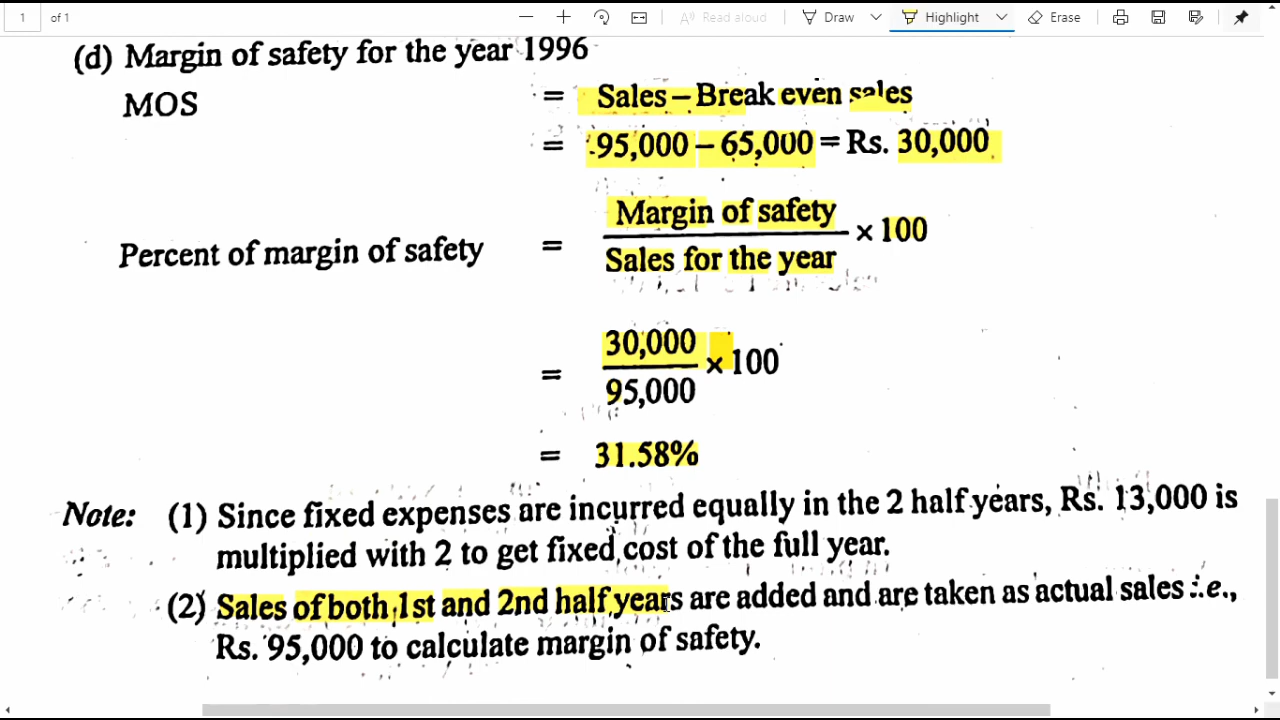 1 of 1 Read aloud Draw Highlight Erase
(d) Margin of safety for the year 1996
MOS = Sales – Break even sales
= 95,000 – 65,000 = Rs. 30,000
Percent of margin of safety = Margin of safety / Sales for the year × 100
= 30,000 / 95,000 × 100
= 31.58%
Note: (1) Since fixed expenses are incurred equally in the 2 half years, Rs. 13,000 is
multiplied with 2 to get fixed cost of the full year.
(2) Sales of both 1st and 2nd half years are added and are taken as actual sales i.e.,
Rs. 95,000 to calculate margin of safety.